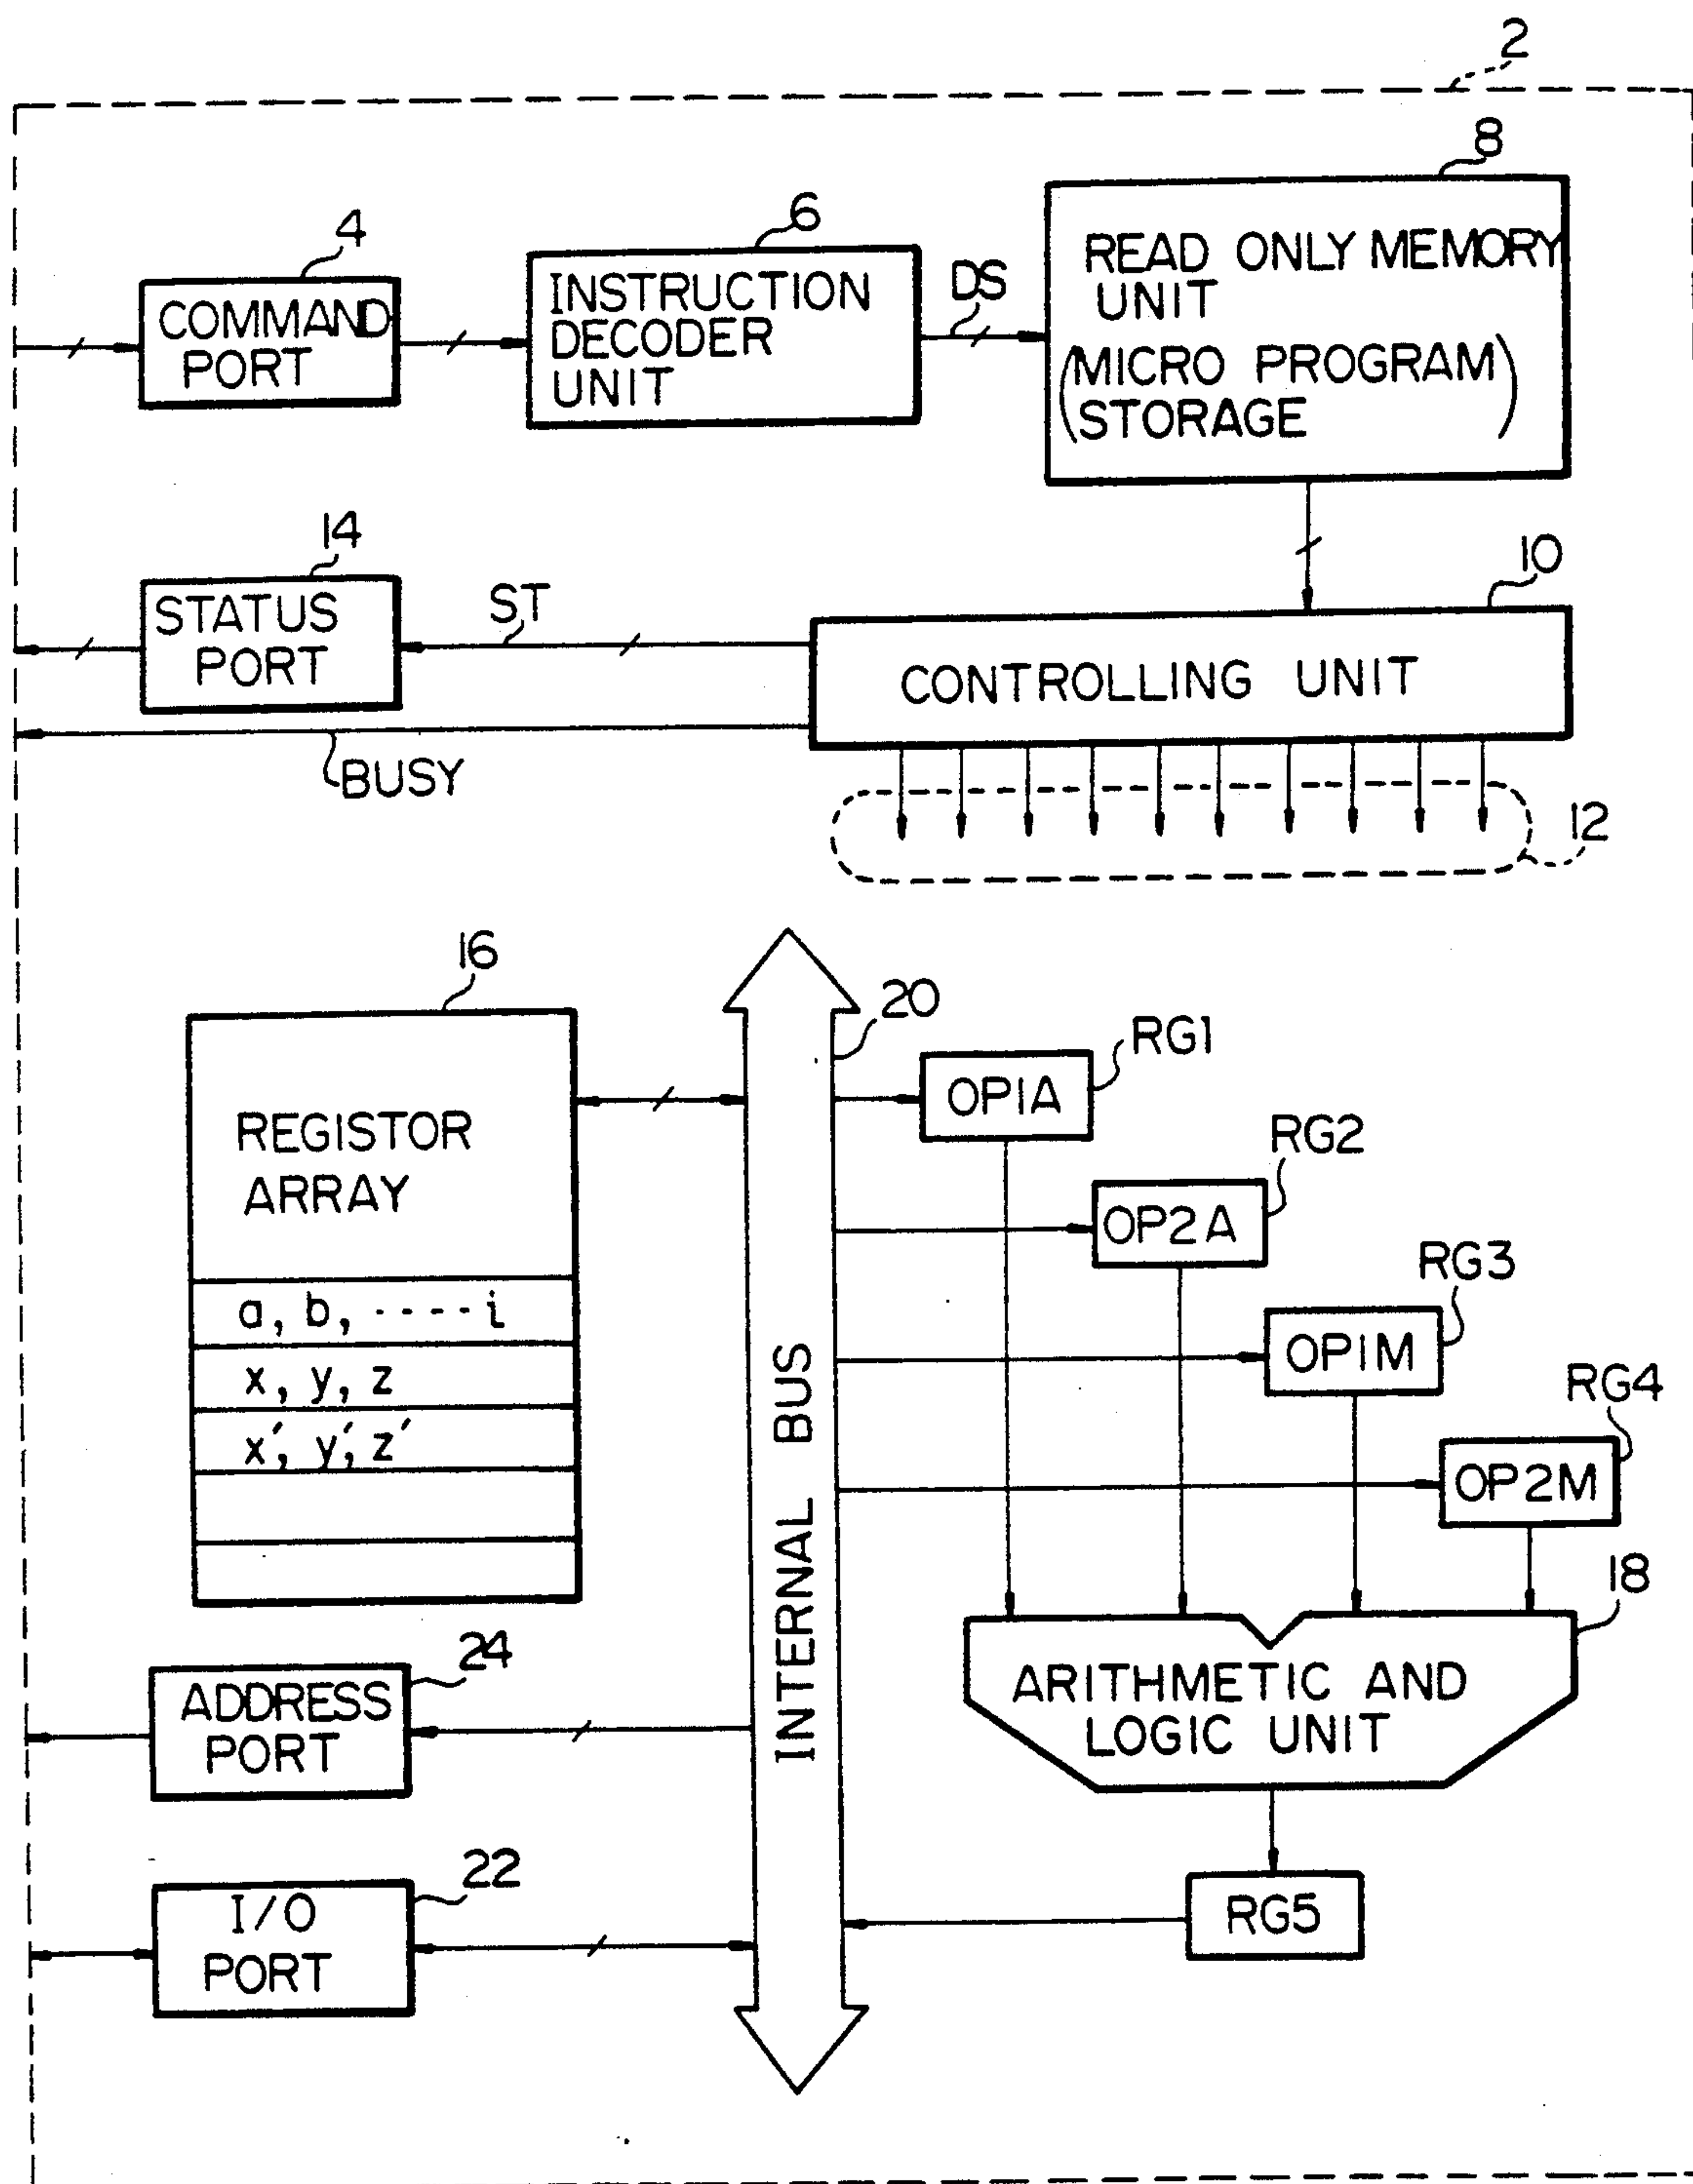 2
8
6
4
READ ONLY MEMORY
UNIT
(MICRO PROGRAM
STORAGE)
INSTRUCTION
DECODER
UNIT
DS
COMMAND
PORT
14
10
STATUS
PORT
ST
CONTROLLING UNIT
BUSY
12
16
20
RG1
OP1A
REGISTOR
ARRAY
RG2
OP2A
RG3
OP1M
a, b, ----i
x, y, z
x', y', z'
RG4
OP2M
INTERNAL BUS
18
24
ADDRESS
PORT
ARITHMETIC AND
LOGIC UNIT
22
I/O
PORT
RG5